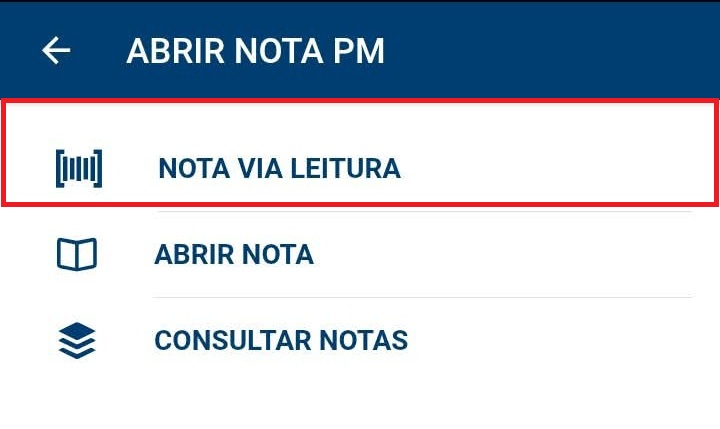 ABRIR NOTA PM
NOTA VIA LEITURA
ABRIR NOTA
CONSULTAR NOTAS